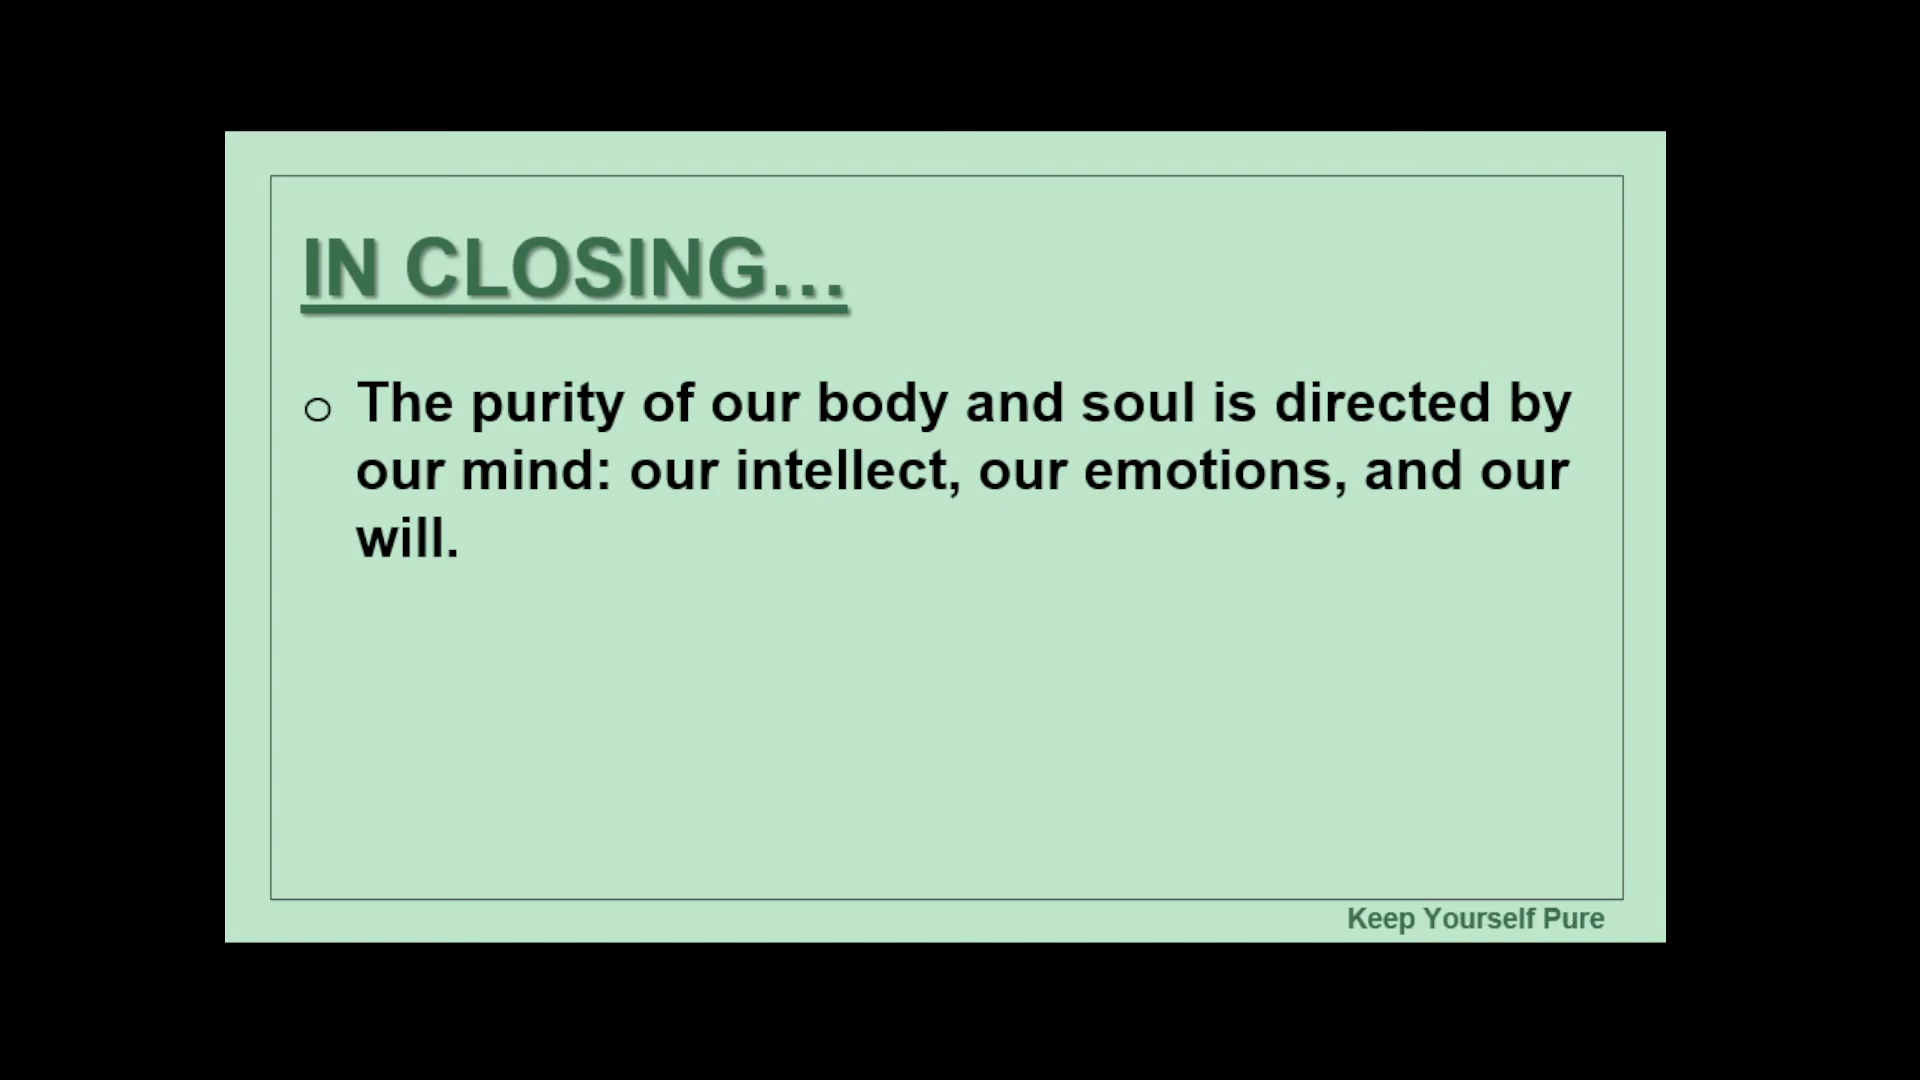 IN CLOSING...
o The purity of our body and soul is directed by
our mind: our intellect, our emotions, and our
will.
Keep Yourself Pure